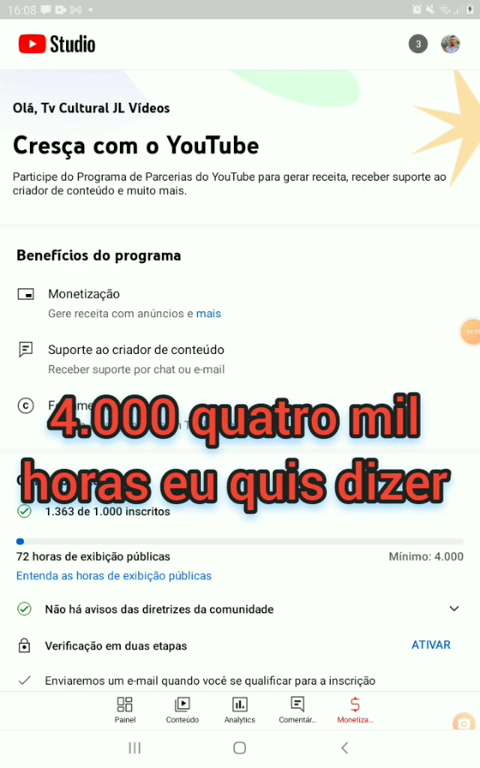 16:08
Studio
3
Olá, Tv Cultural JL Vídeos
Cresça com o YouTube
Participe do Programa de Parcerias do YouTube para gerar receita, receber suporte ao
criador de conteúdo e muito mais.
Benefícios do programa
Monetização
Gere receita com anúncios e mais
Suporte ao criador de conteúdo
Receber suporte por chat ou e-mail
4.000 quatro mil
horas eu quis dizer
1.363 de 1.000 inscritos
72 horas de exibição públicas
Mínimo: 4.000
Entenda as horas de exibição públicas
Não há avisos das diretrizes da comunidade
Verificação em duas etapas
ATIVAR
Enviaremos um e-mail quando você se qualificar para a inscrição
Painel
Conteúdo
Analytics
Comentár...
Monetiza...